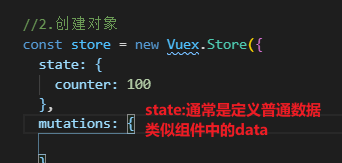 //2.创建对象
const store = new Vuex.Store({
state: {
counter: 100
},
mutations: {
state:通常是定义普通数据
类似组件中的data
}